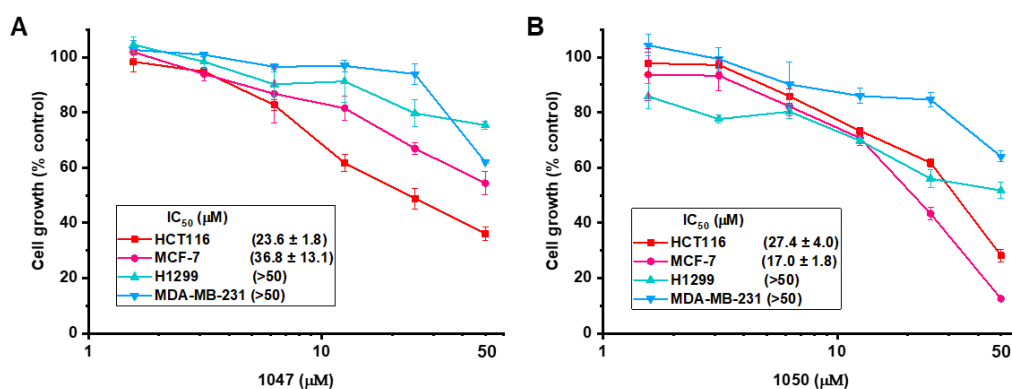 A
Cell growth (% control)
100
80
60
40
20
0
IC50 (μM)
HCT116 (23.6 ± 1.8)
MCF-7 (36.8 ± 13.1)
H1299 (>50)
MDA-MB-231 (>50)
1 10 50
1047 (μM)
B
Cell growth (% control)
100
80
60
40
20
0
IC50 (μM)
HCT116 (27.4 ± 4.0)
MCF-7 (17.0 ± 1.8)
H1299 (>50)
MDA-MB-231 (>50)
1 10 50
1050 (μM)